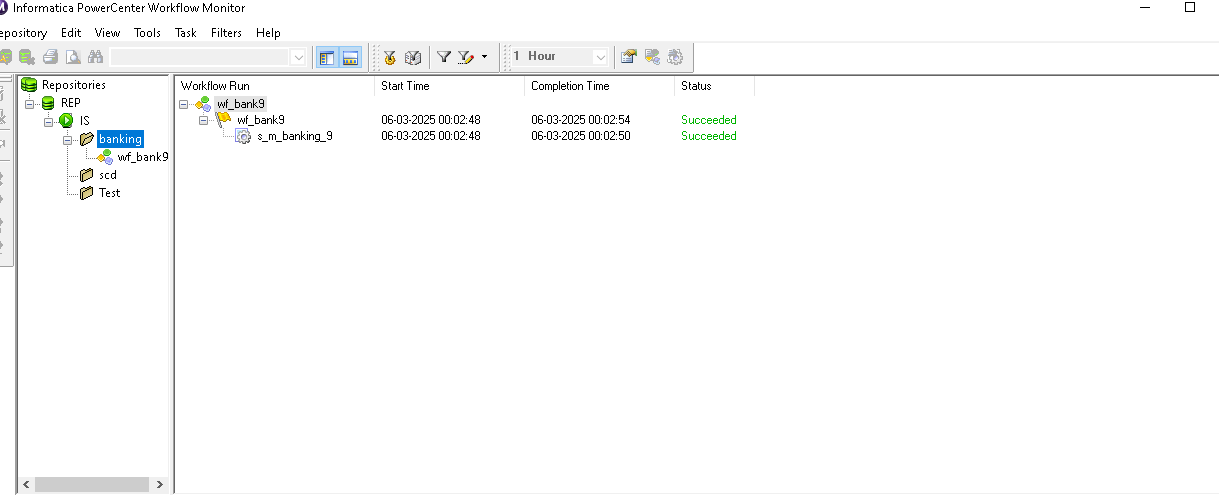 Informatica PowerCenter Workflow Monitor
epository Edit View Tools Task Filters Help
1 Hour
Repositories
REP
IS
banking
wf_bank9
scd
Test
Workflow Run Start Time Completion Time Status
wf_bank9
wf_bank9 06-03-2025 00:02:48 06-03-2025 00:02:54 Succeeded
s_m_banking_9 06-03-2025 00:02:48 06-03-2025 00:02:50 Succeeded